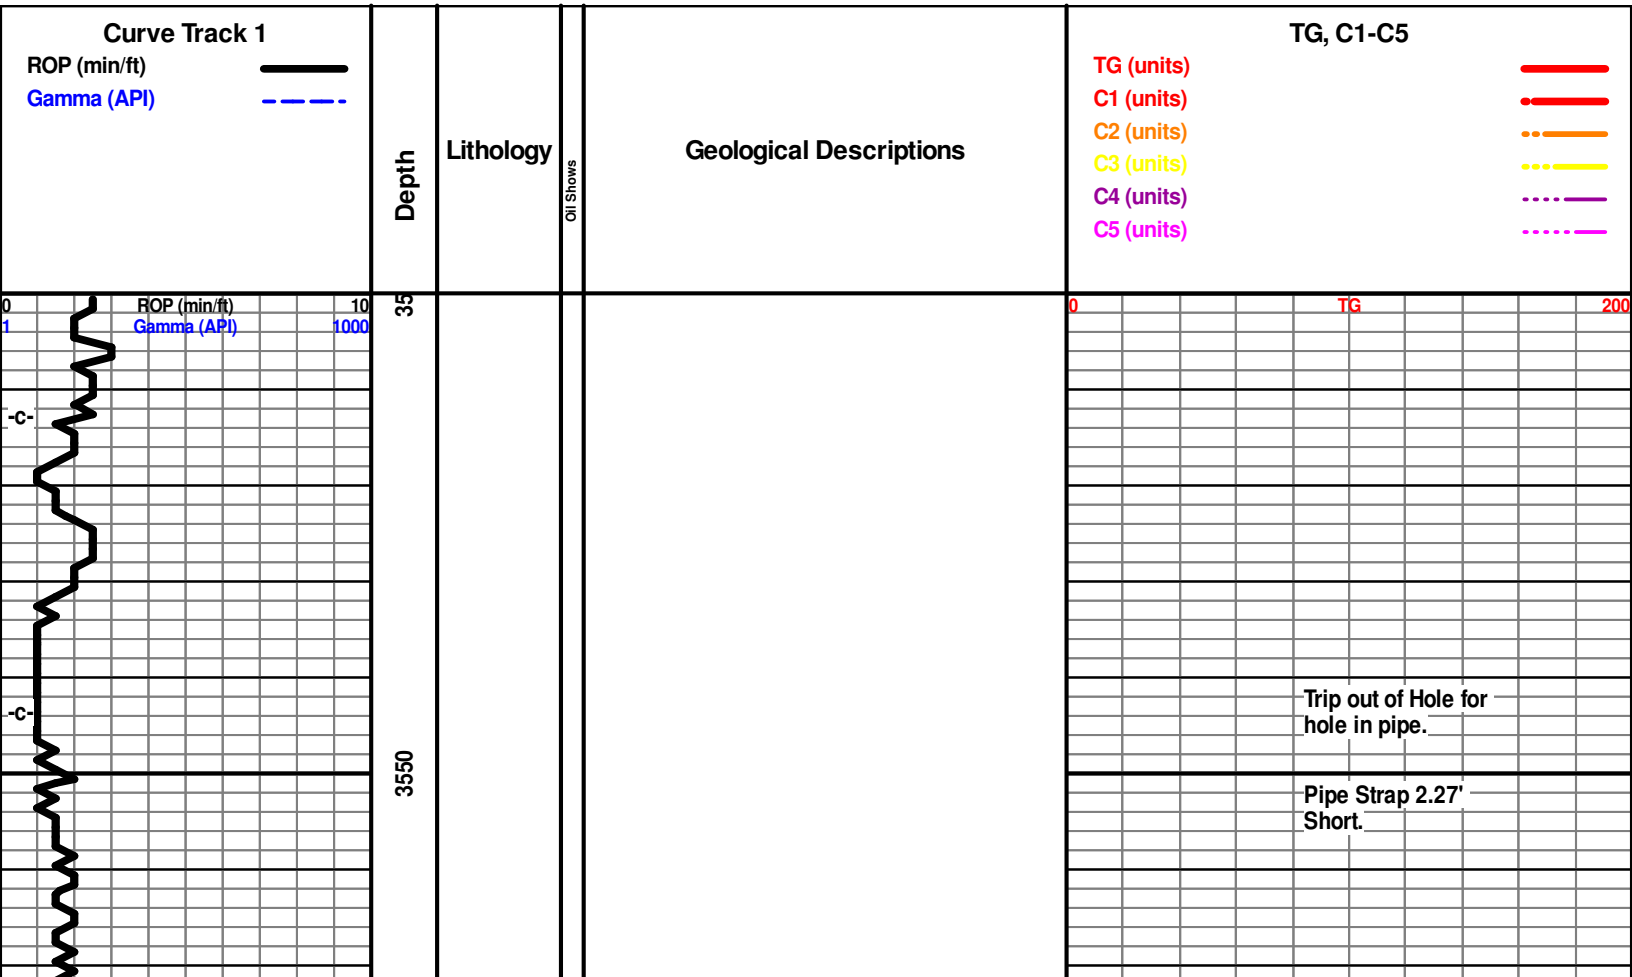 Curve Track 1
ROP (min/ft)
Gamma (API)
Depth
Lithology
Oil Shows
Geological Descriptions
TG, C1-C5
TG (units)
C1 (units)
C2 (units)
C3 (units)
C4 (units)
C5 (units)
0 ROP (min/ft) 10
1 Gamma (API) 1000
35
0 TG 200
-c-
-c-
Trip out of Hole for
hole in pipe.
3550
Pipe Strap 2.27'
Short.